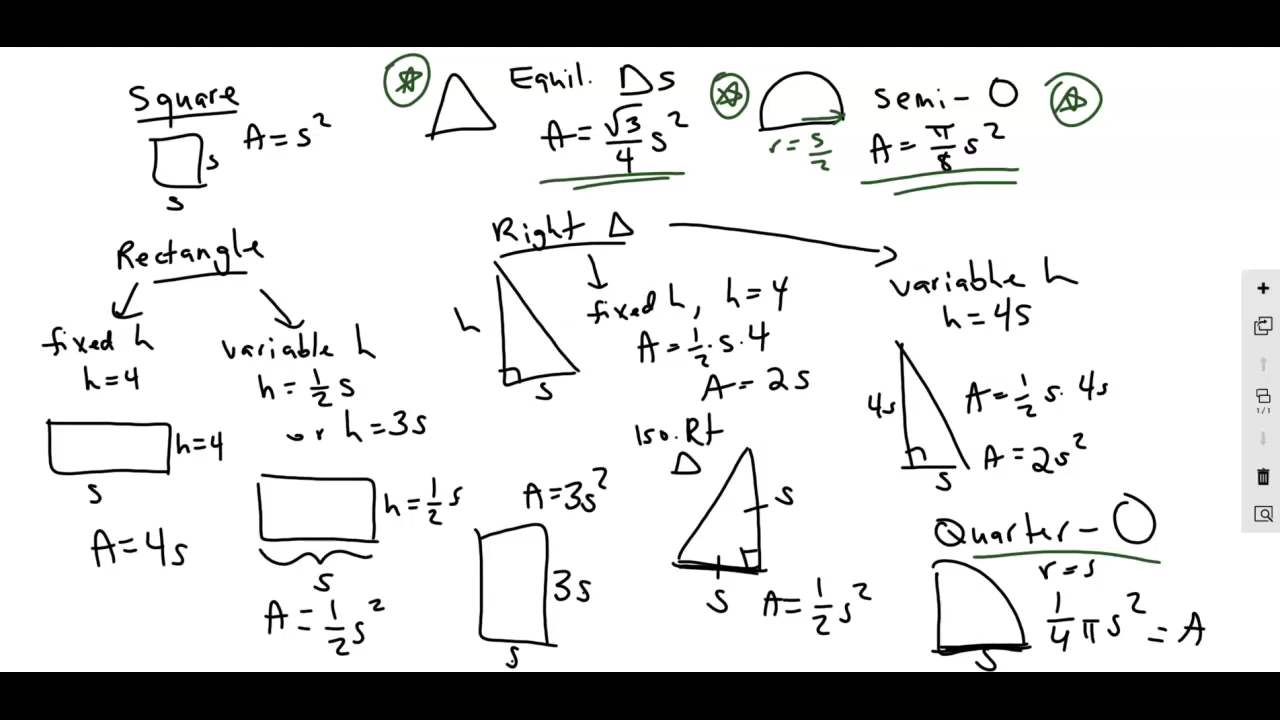 Square
A = s²
s
s
Equil. Δs
A = √3/4 s²
r = s/2
Semi-O
A = π/8 s²
Rectangle
fixed h
h = 4
h = 4
s
A = 4s
variable h
h = 1/2 s
or h = 3s
h = 1/2 s
s
A = 1/2 s²
A = 3s²
3s
s
Right Δ
h
s
fixed h, h = 4
A = 1/2 · s · 4
A = 2s
Iso. Rt
Δ
s
s
A = 1/2 s²
variable h
h = 4s
4s
s
A = 1/2 s · 4s
A = 2s²
Quarter-O
r = s
s
1/4 π s² = A
1/1